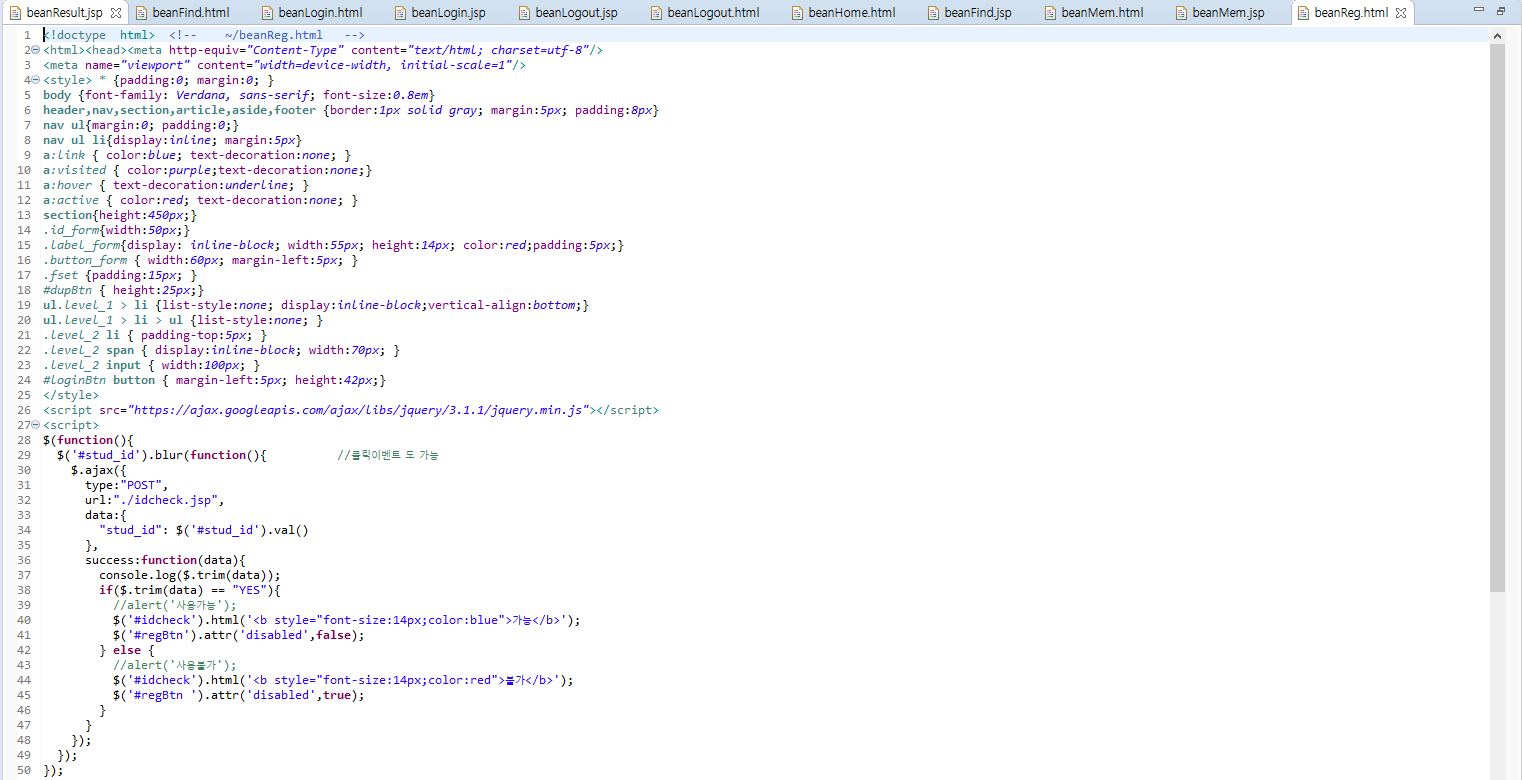 beanResult.jsp beanFind.html beanLogin.html beanLogin.jsp beanLogout.jsp beanLogout.html beanHome.html beanFind.jsp beanMem.html beanMem.jsp beanReg.html
1 <!doctype  html>  <!--    ~/beanReg.html   -->
2 <html><head><meta http-equiv="Content-Type" content="text/html; charset=utf-8"/>
3 <meta name="viewport" content="width=device-width, initial-scale=1"/>
4 <style> * {padding:0; margin:0; }
5 body {font-family: Verdana, sans-serif; font-size:0.8em}
6 header,nav,section,article,aside,footer {border:1px solid gray; margin:5px; padding:8px}
7 nav ul{margin:0; padding:0;}
8 nav ul li{display:inline; margin:5px}
9 a:link { color:blue; text-decoration:none; }
10 a:visited { color:purple;text-decoration:none;}
11 a:hover { text-decoration:underline; }
12 a:active { color:red; text-decoration:none; }
13 section{height:450px;}
14 .id_form{width:50px;}
15 .label_form{display: inline-block; width:55px; height:14px; color:red;padding:5px;}
16 .button_form { width:60px; margin-left:5px; }
17 .fset {padding:15px; }
18 #dupBtn { height:25px;}
19 ul.level_1 > li {list-style:none; display:inline-block;vertical-align:bottom;}
20 ul.level_1 > li > ul {list-style:none; }
21 .level_2 li { padding-top:5px; }
22 .level_2 span { display:inline-block; width:70px; }
23 .level_2 input { width:100px; }
24 #loginBtn button { margin-left:5px; height:42px;}
25 </style>
26 <script src="https://ajax.googleapis.com/ajax/libs/jquery/3.1.1/jquery.min.js"></script>
27 <script>
28 $(function(){
29   $('#stud_id').blur(function(){          //클릭이벤트 도 가능
30     $.ajax({
31       type:"POST",
32       url:"./idcheck.jsp",
33       data:{
34         "stud_id": $('#stud_id').val()
35       },
36       success:function(data){
37         console.log($.trim(data));
38         if($.trim(data) == "YES"){
39           //alert('사용가능');
40           $('#idcheck').html('<b style="font-size:14px;color:blue">가능</b>');
41           $('#regBtn').attr('disabled',false);
42         } else {
43           //alert('사용불가');
44           $('#idcheck').html('<b style="font-size:14px;color:red">불가</b>');
45           $('#regBtn ').attr('disabled',true);
46         }
47       }
48     });
49   });
50 });